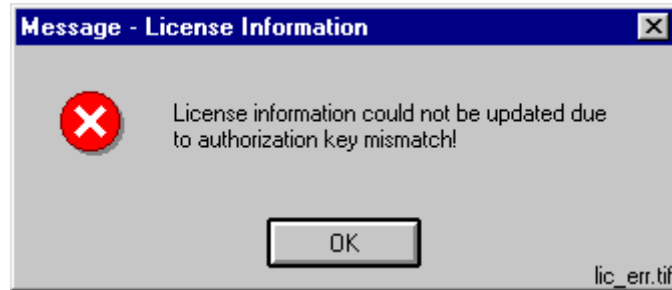 Message - License Information
License information could not be updated due
to authorization key mismatch!
OK
lic_err.tif